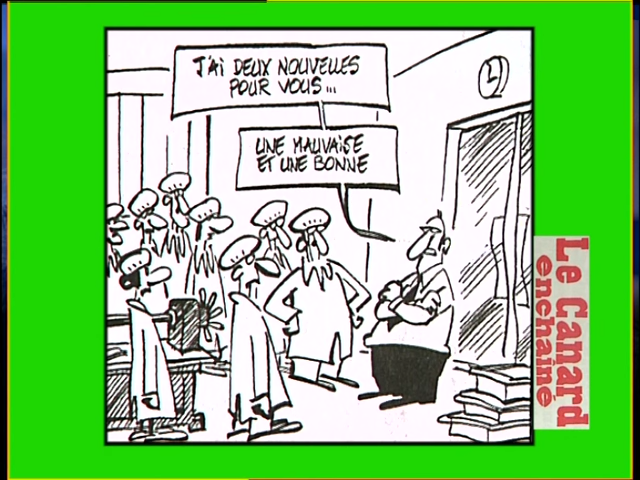 J'AI DEUX NOUVELLES
POUR VOUS...
UNE MAUVAISE
ET UNE BONNE
Le Canard
enchaîné